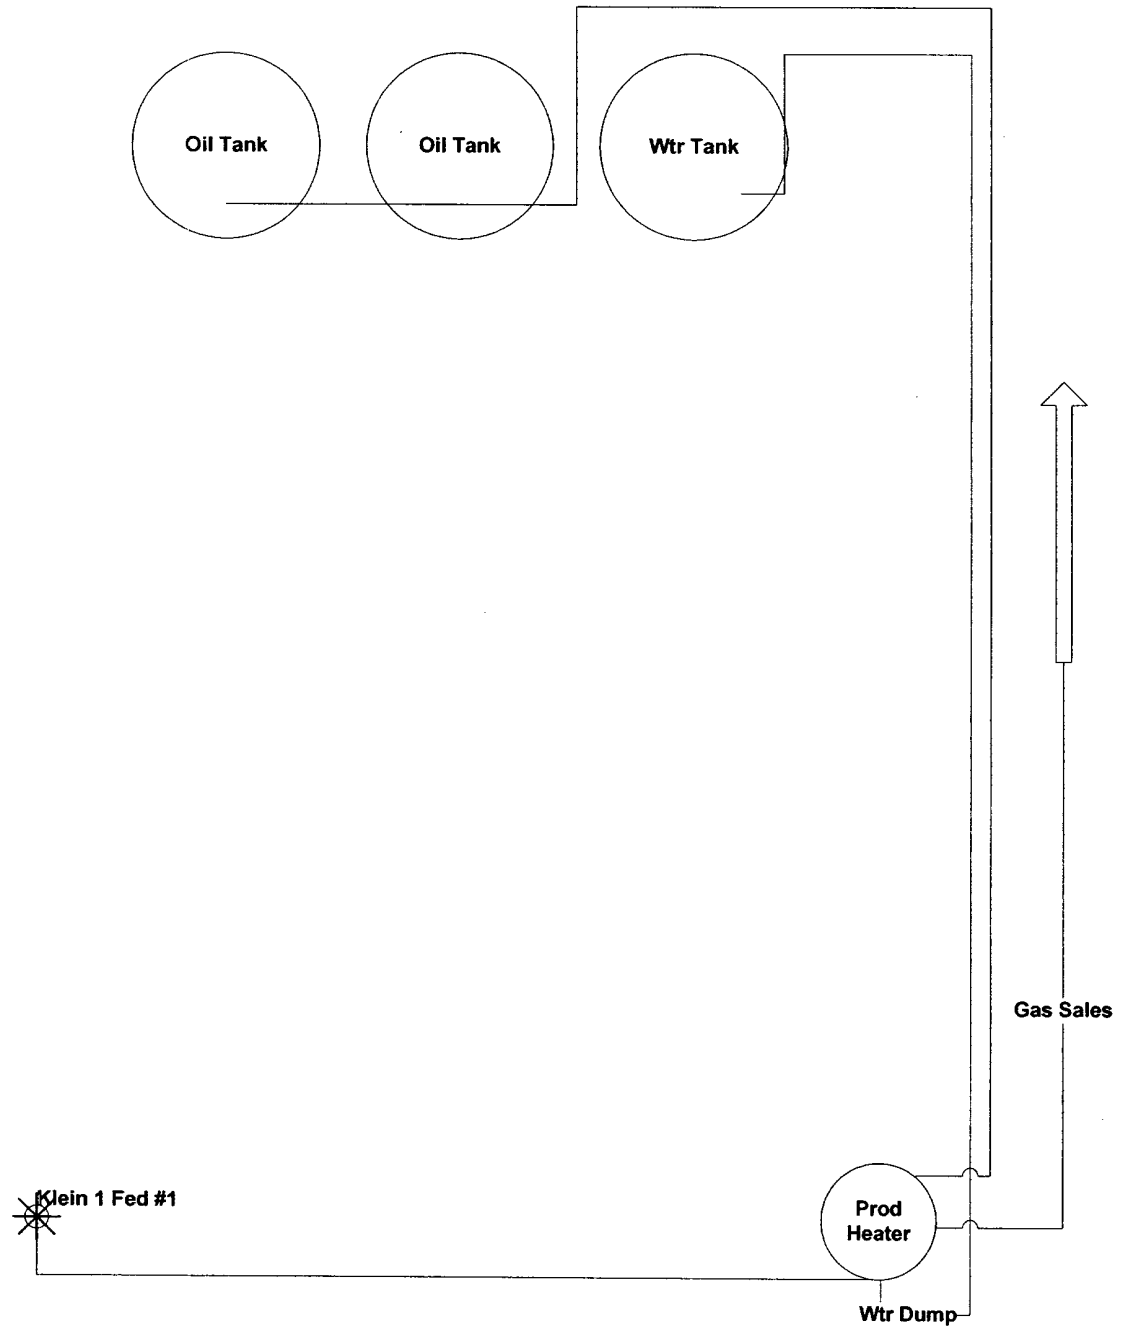 Oil Tank
Oil Tank
Wtr Tank
Gas Sales
Klein 1 Fed #1
Prod
Heater
Wtr Dump